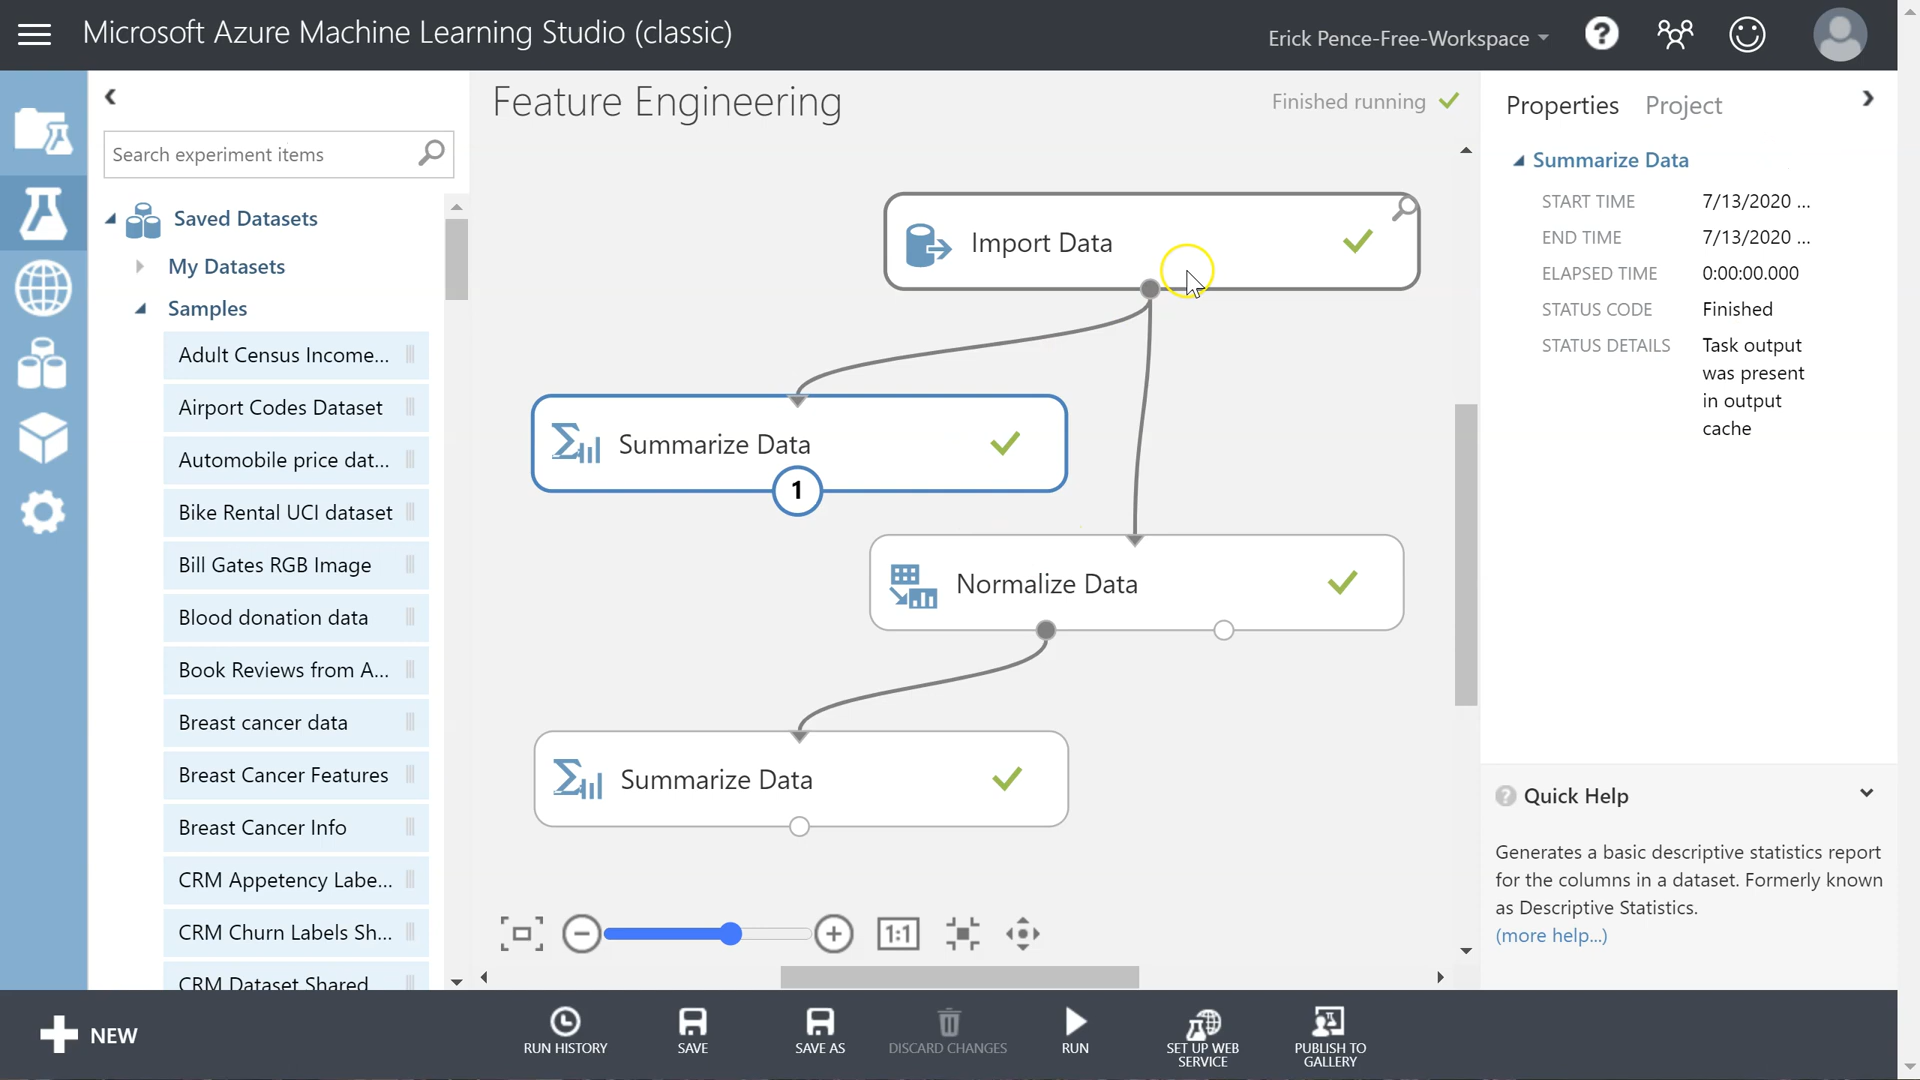 Microsoft Azure Machine Learning Studio (classic)
Erick Pence-Free-Workspace
?
Search experiment items
Saved Datasets
My Datasets
Samples
Adult Census Income...
Airport Codes Dataset
Automobile price dat...
Bike Rental UCI dataset
Bill Gates RGB Image
Blood donation data
Book Reviews from A...
Breast cancer data
Breast Cancer Features
Breast Cancer Info
CRM Appetency Labe...
CRM Churn Labels Sh...
CRM Dataset Shared
Feature Engineering
Finished running
Import Data
Summarize Data
1
Normalize Data
Summarize Data
1:1
Properties
Project
Summarize Data
START TIME 7/13/2020 ...
END TIME 7/13/2020 ...
ELAPSED TIME 0:00:00.000
STATUS CODE Finished
STATUS DETAILS Task output
was present
in output
cache
? Quick Help
Generates a basic descriptive statistics report
for the columns in a dataset. Formerly known
as Descriptive Statistics.
(more help...)
NEW
RUN HISTORY
SAVE
SAVE AS
DISCARD CHANGES
RUN
SET UP WEB
SERVICE
PUBLISH TO
GALLERY